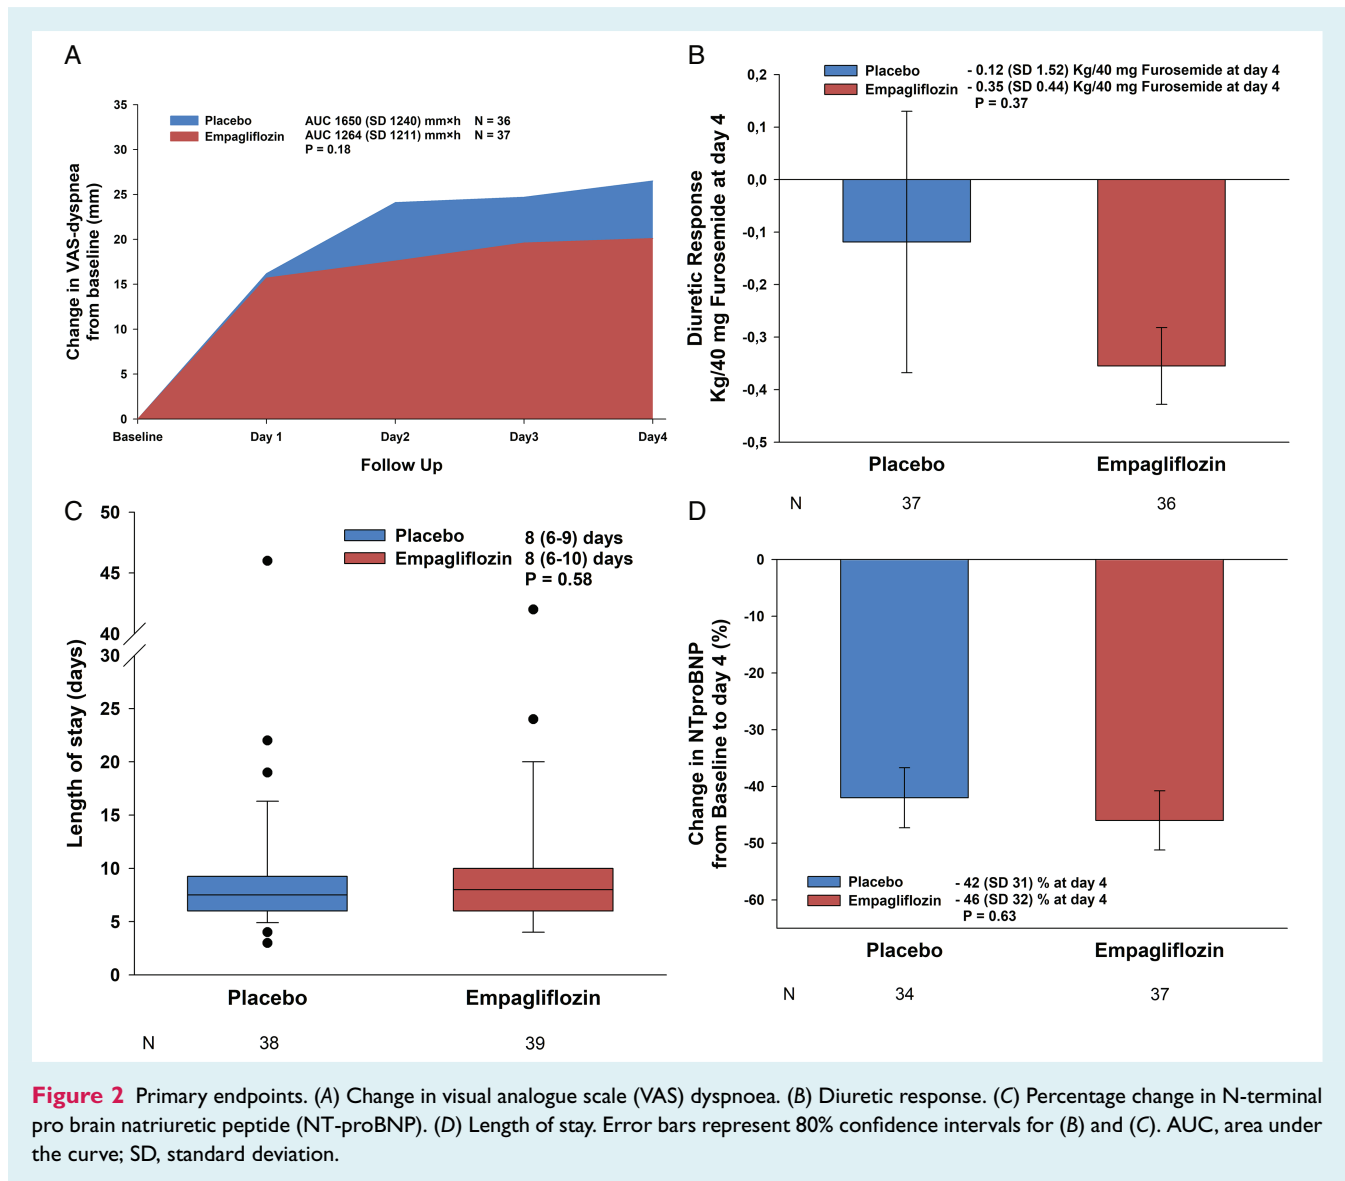 A
35
30
25
20
15
10
5
0
Change in VAS-dyspnea
from baseline (mm)
Placebo AUC 1650 (SD 1240) mm×h N = 36
Empagliflozin AUC 1264 (SD 1211) mm×h N = 37
P = 0.18
Baseline Day 1 Day2 Day3 Day4
Follow Up
B
0,2
0,1
0,0
-0,1
-0,2
-0,3
-0,4
-0,5
Diuretic Response
Kg/40 mg Furosemide at day 4
Placebo - 0.12 (SD 1.52) Kg/40 mg Furosemide at day 4
Empagliflozin - 0.35 (SD 0.44) Kg/40 mg Furosemide at day 4
P = 0.37
Placebo Empagliflozin
N 37 36
C
50
45
40
30
25
20
15
10
5
0
Length of stay (days)
Placebo 8 (6-9) days
Empagliflozin 8 (6-10) days
P = 0.58
Placebo Empagliflozin
N 38 39
D
0
-10
-20
-30
-40
-50
-60
Change in NTproBNP
from Baseline to day 4 (%)
Placebo - 42 (SD 31) % at day 4
Empagliflozin - 46 (SD 32) % at day 4
P = 0.63
Placebo Empagliflozin
N 34 37
Figure 2 Primary endpoints. (A) Change in visual analogue scale (VAS) dyspnoea. (B) Diuretic response. (C) Percentage change in N-terminal
pro brain natriuretic peptide (NT-proBNP). (D) Length of stay. Error bars represent 80% confidence intervals for (B) and (C). AUC, area under
the curve; SD, standard deviation.